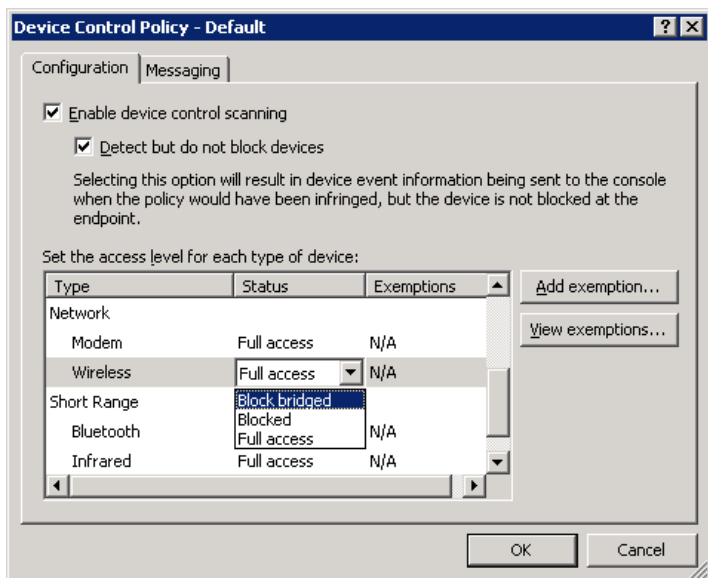 Device Control Policy - Default
Configuration Messaging
Enable device control scanning
Detect but do not block devices
Selecting this option will result in device event information being sent to the console
when the policy would have been infringed, but the device is not blocked at the
endpoint.
Set the access level for each type of device:
Type Status Exemptions
Add exemption...
Network
View exemptions...
Modem Full access N/A
Wireless Full access N/A
Short Range
Block bridged
Blocked
Bluetooth N/A
Full access
Infrared Full access N/A
OK Cancel